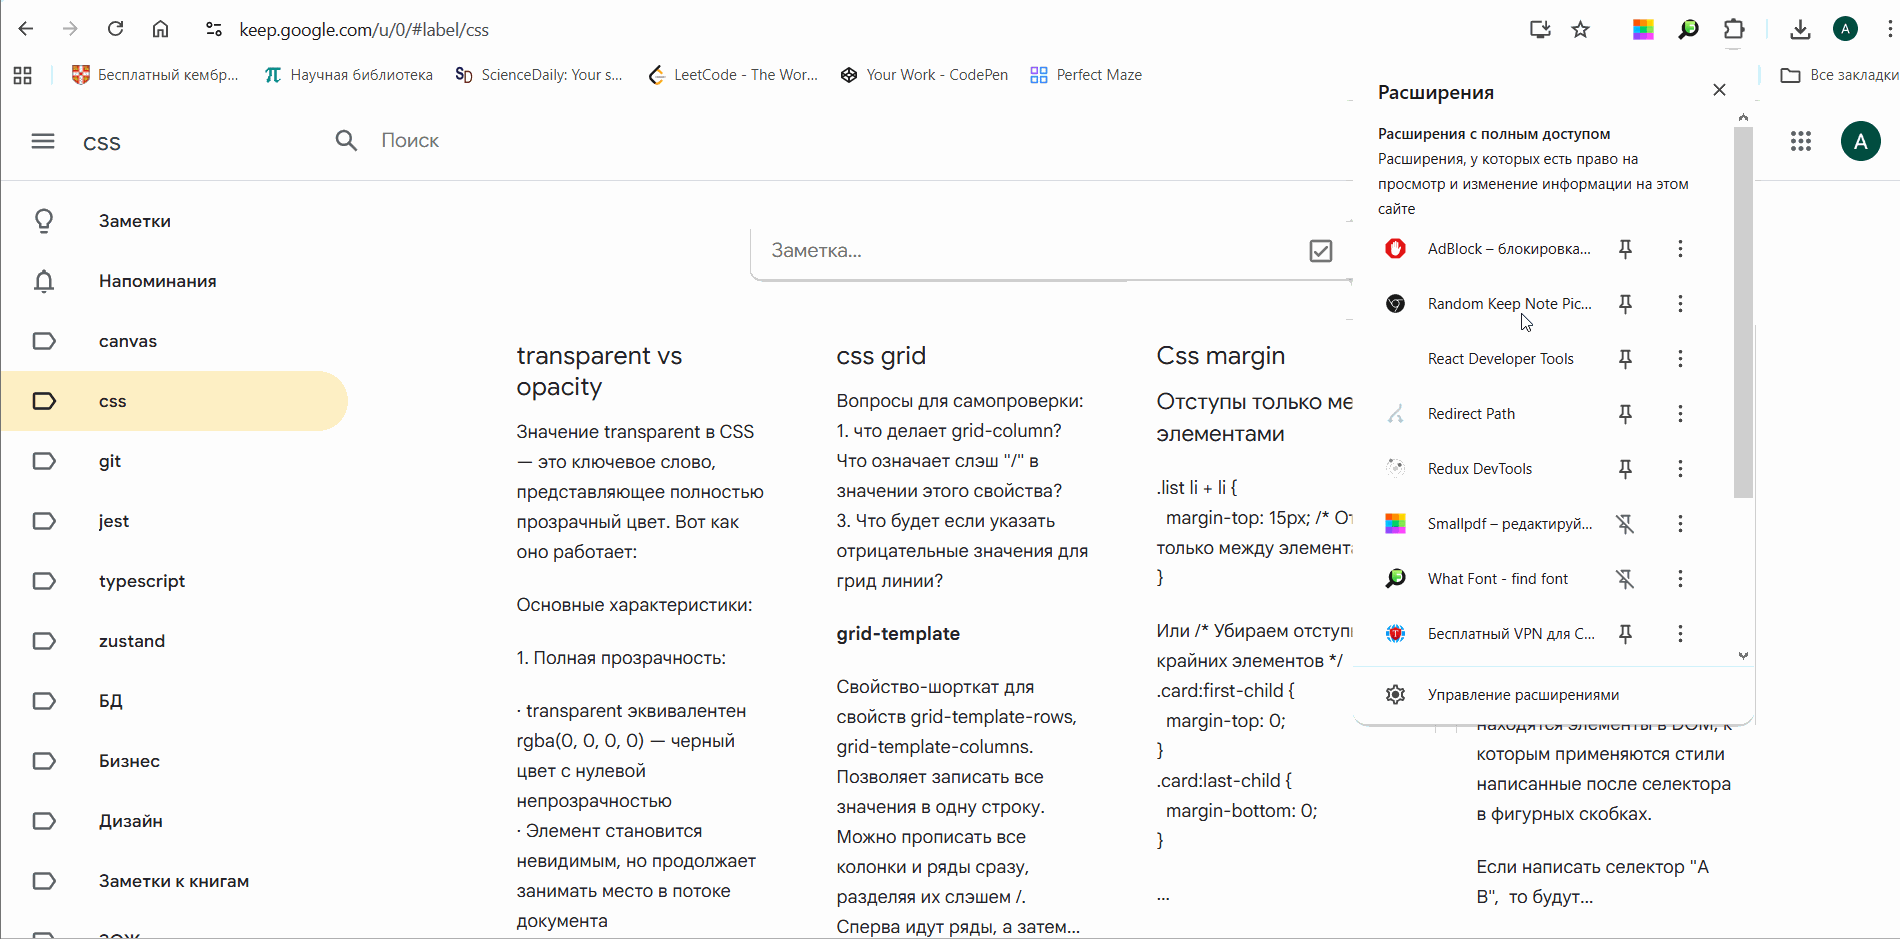 keep.google.com/u/0/#label/css
A
Бесплатный кембр...
Научная библиотека
ScienceDaily: Your s...
LeetCode - The Wor...
Your Work - CodePen
Perfect Maze
Все закладки
css
Поиск
A
Заметки
Напоминания
canvas
css
git
jest
typescript
zustand
БД
Бизнес
Дизайн
Заметки к книгам
Заметка...
transparent vs
opacity
Значение transparent в CSS
— это ключевое слово,
представляющее полностью
прозрачный цвет. Вот как
оно работает:
Основные характеристики:
1. Полная прозрачность:
· transparent эквивалентен
rgba(0, 0, 0, 0) — черный
цвет с нулевой
непрозрачностью
· Элемент становится
невидимым, но продолжает
занимать место в потоке
документа
css grid
Вопросы для самопроверки:
1. что делает grid-column?
Что означает слэш "/" в
значении этого свойства?
3. Что будет если указать
отрицательные значения для
грид линии?
grid-template
Свойство-шорткат для
свойств grid-template-rows,
grid-template-columns.
Позволяет записать все
значения в одну строку.
Можно прописать все
колонки и ряды сразу,
разделяя их слэшем /.
Сперва идут ряды, а затем...
Css margin
Отступы только ме
элементами
.list li + li {
margin-top: 15px; /* От
только между элемента
}
Или /* Убираем отступы
крайних элементов */
.card:first-child {
margin-top: 0;
}
.card:last-child {
margin-bottom: 0;
}
...
находятся элементы в DOM, к
которым применяются стили
написанные после селектора
в фигурных скобках.
Если написать селектор "A
B", то будут...
Расширения
Расширения с полным доступом
Расширения, у которых есть право на
просмотр и изменение информации на этом
сайте
AdBlock – блокировка...
Random Keep Note Pic...
React Developer Tools
Redirect Path
Redux DevTools
Smallpdf – редактируй...
What Font - find font
Бесплатный VPN для C...
Управление расширениями